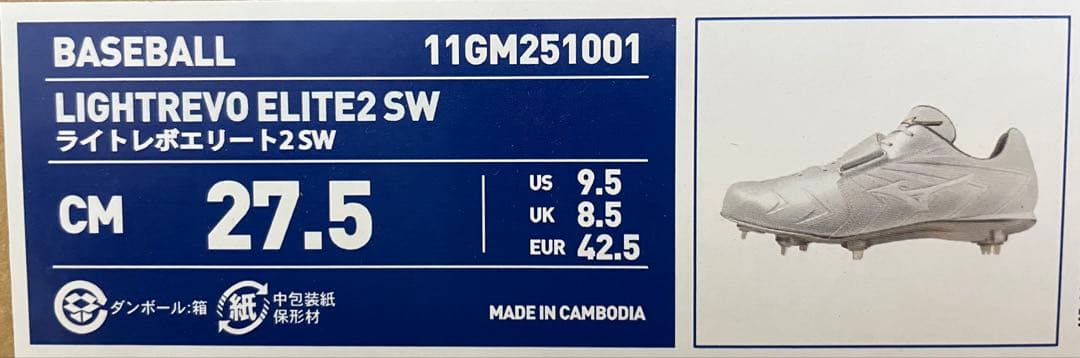 BASEBALL 11GM251001
LIGHTREVO ELITE2 SW
ライトレボエリート2 SW
CM 27.5
US 9.5
UK 8.5
EUR 42.5
ダンボール:箱
紙
中包装紙
保形材
MADE IN CAMBODIA